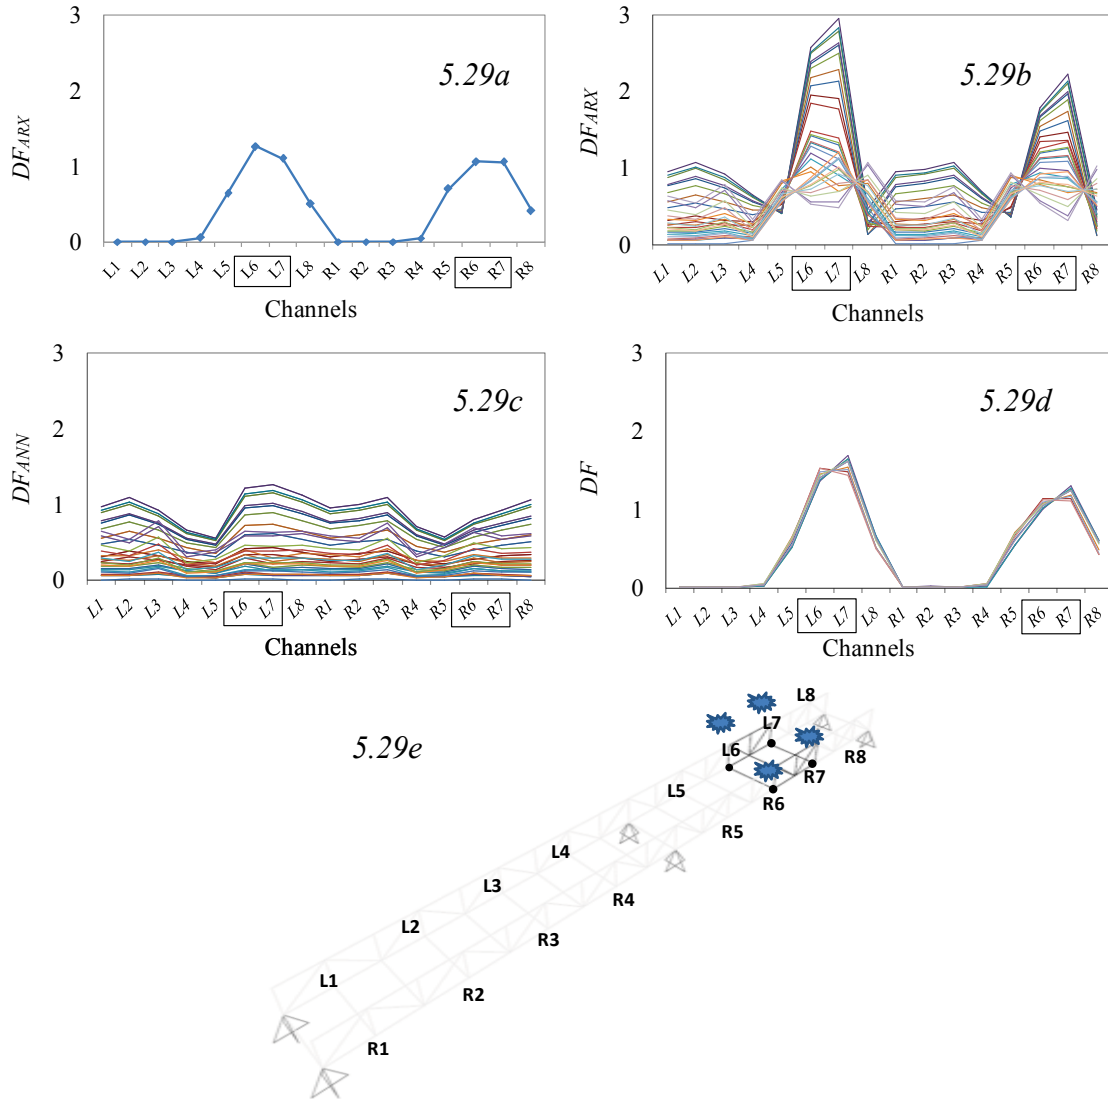 3
2
1
0
DFARX
5.29a
L1 L2 L3 L4 L5 L6 L7 L8 R1 R2 R3 R4 R5 R6 R7 R8
Channels
3
2
1
0
DFARX
5.29b
L1 L2 L3 L4 L5 L6 L7 L8 R1 R2 R3 R4 R5 R6 R7 R8
Channels
3
2
1
0
DFANN
5.29c
L1 L2 L3 L4 L5 L6 L7 L8 R1 R2 R3 R4 R5 R6 R7 R8
Channels
3
2
1
0
DF
5.29d
L1 L2 L3 L4 L5 L6 L7 L8 R1 R2 R3 R4 R5 R6 R7 R8
Channels
5.29e
L8
L7
L6
R8
R7
L5
R6
R5
L4
L3
R4
L2
R3
L1
R2
R1